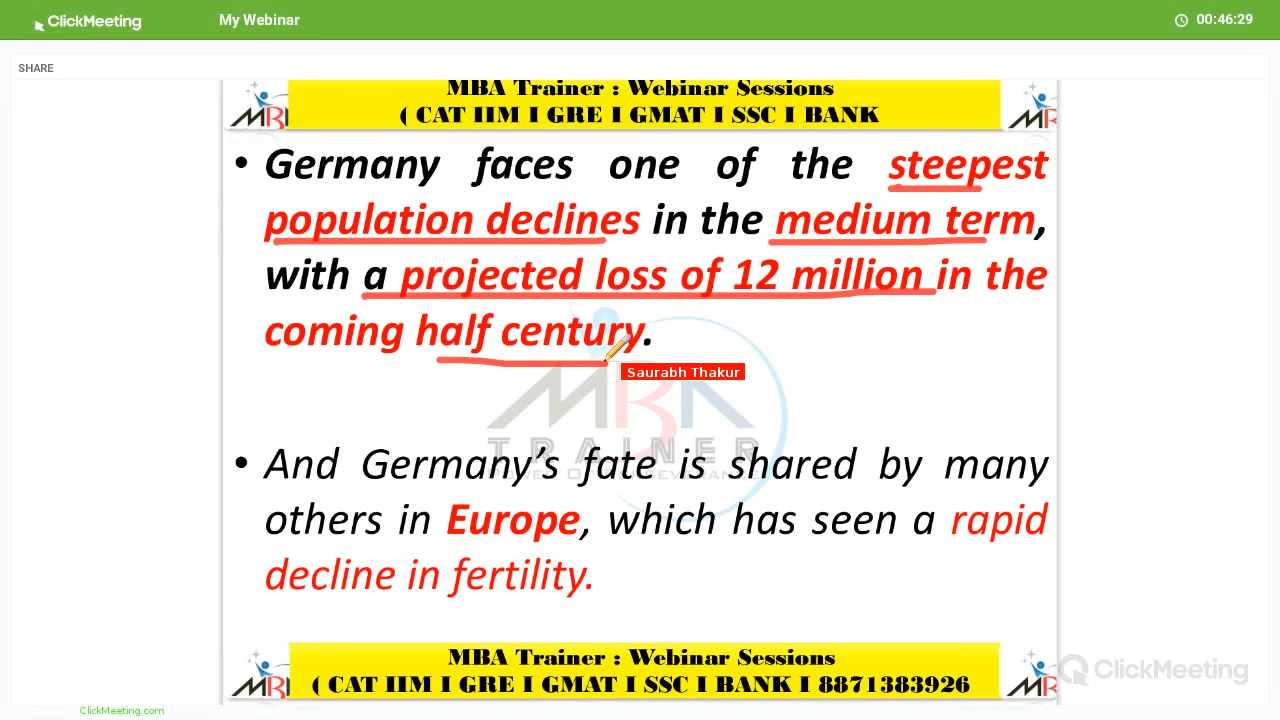 ClickMeeting
My Webinar
00:46:29
SHARE
MBA Trainer : Webinar Sessions
( CAT IIM I GRE I GMAT I SSC I BANK
• Germany faces one of the steepest
population declines in the medium term,
with a projected loss of 12 million in the
coming half century.
Saurabh Thakur
TRAINER
• And Germany's fate is shared by many
others in Europe, which has seen a rapid
decline in fertility.
MBA Trainer : Webinar Sessions
( CAT IIM I GRE I GMAT I SSC I BANK I 8871383926
ClickMeeting
ClickMeeting.com